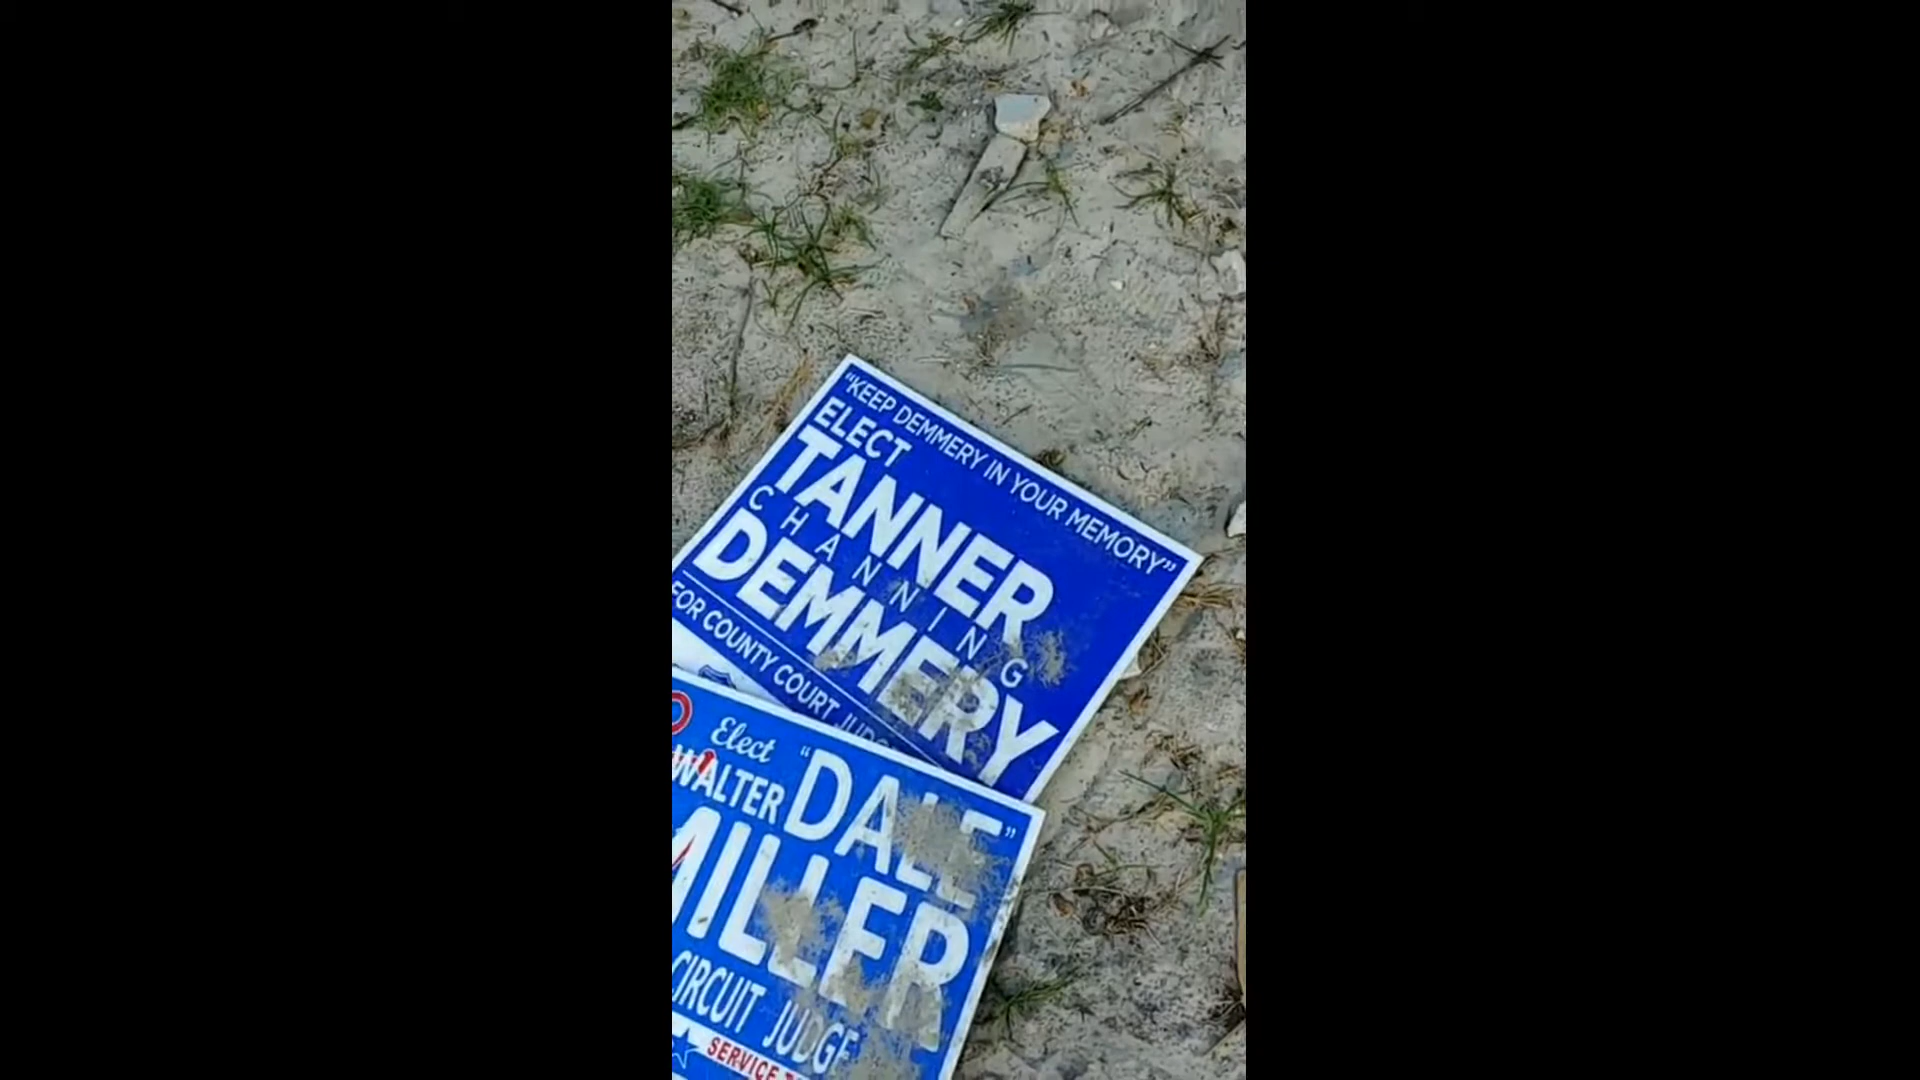 “KEEP DEMMERY IN YOUR MEMORY”
ELECT
TANNER
CHANNING
DEMMERY
FOR COUNTY COURT JUDGE
Elect
WALTER “DALE”
MILLER
CIRCUIT JUDGE
SERVICE